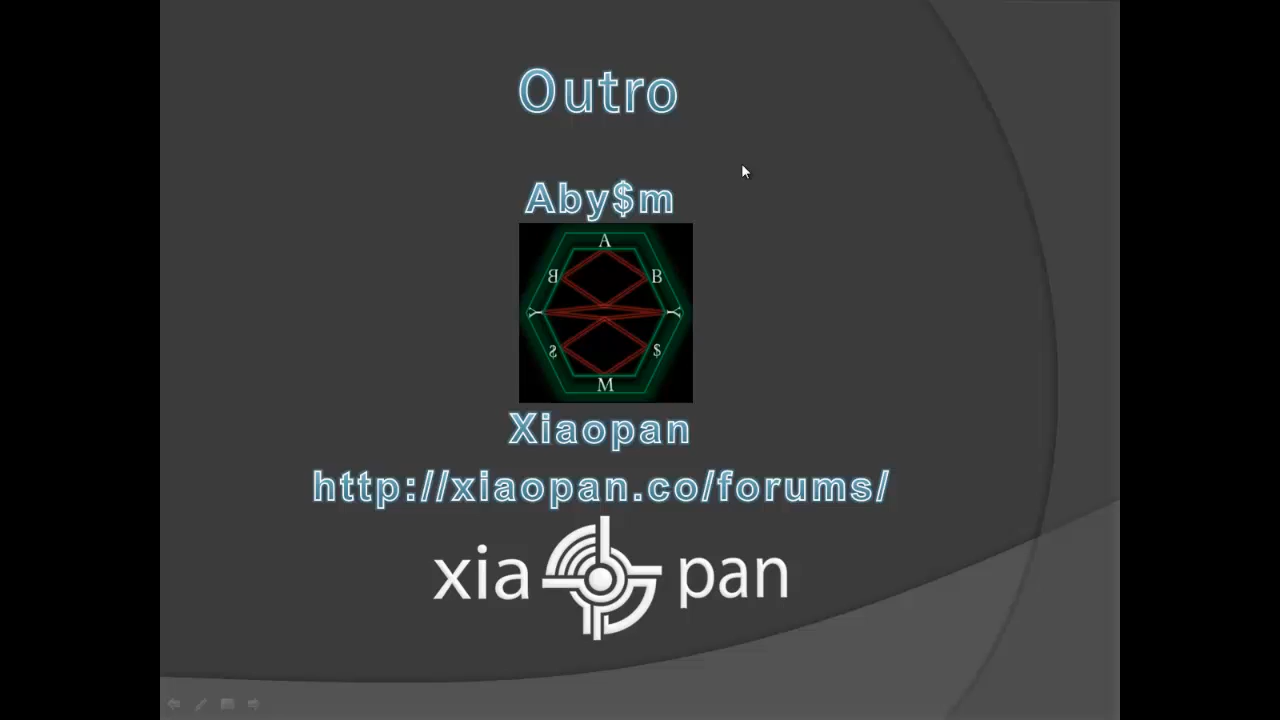 Outro
Aby$m
A
B B
Y Y
S $
M
Xiaopan
http://xiaopan.co/forums/
xia pan